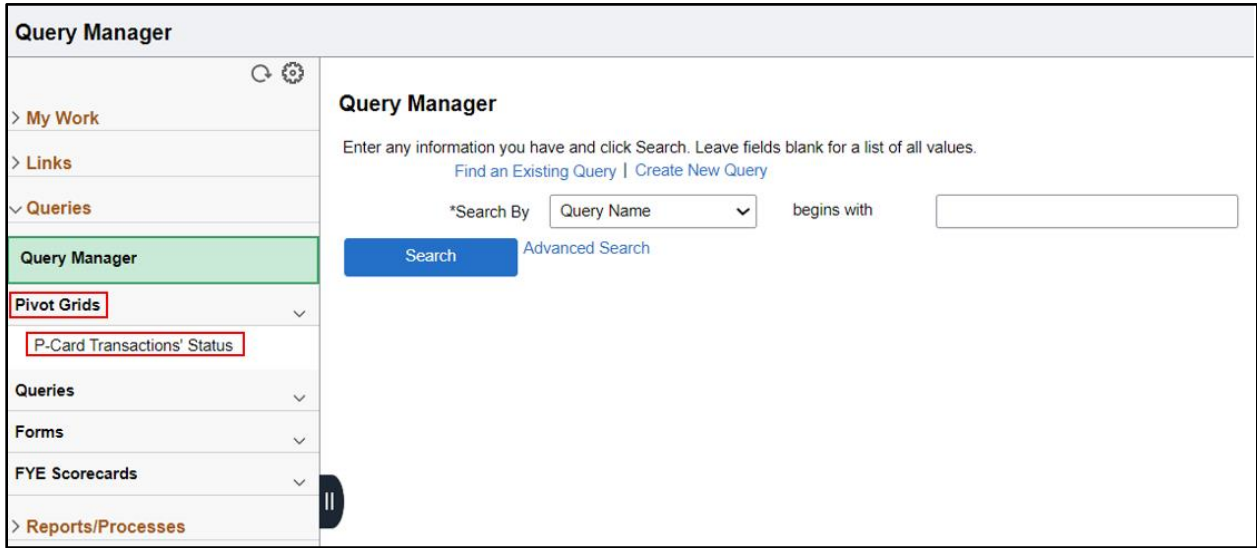 Query Manager
My Work
Links
Queries
Query Manager
Pivot Grids
P-Card Transactions' Status
Queries
Forms
FYE Scorecards
Reports/Processes
Query Manager
Enter any information you have and click Search. Leave fields blank for a list of all values.
Find an Existing Query | Create New Query
*Search By Query Name begins with
Search Advanced Search